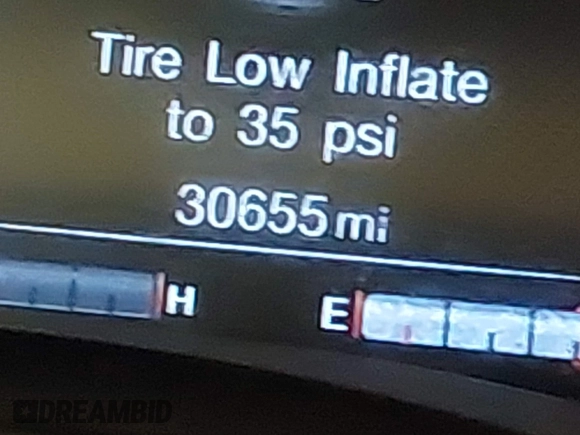 Tire Low Inflate
to 35 psi
30655 mi
H E
DREAMBID